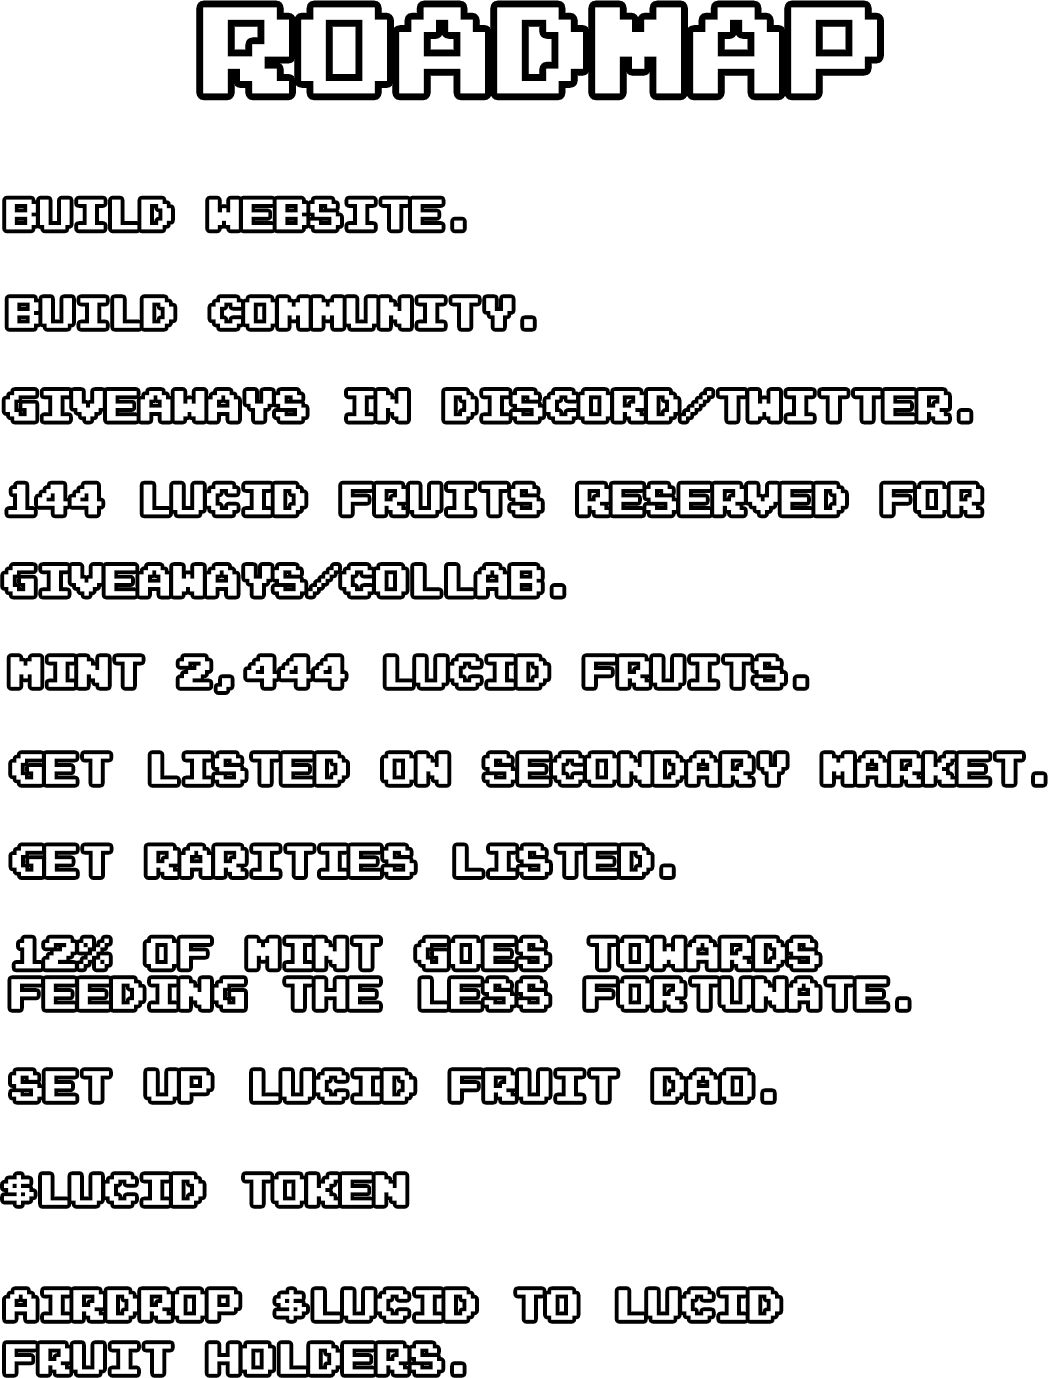 ROADMAP
BUILD WEBSITE.
BUILD COMMUNITY.
GIVEAWAYS IN DISCORD/TWITTER.
144 LUCID FRUITS RESERVED FOR
GIVEAWAYS/COLLAB.
MINT 2,444 LUCID FRUITS.
GET LISTED ON SECONDARY MARKET.
GET RARITIES LISTED.
12% OF MINT GOES TOWARDS
FEEDING THE LESS FORTUNATE.
SET UP LUCID FRUIT DAO.
$LUCID TOKEN
AIRDROP $LUCID TO LUCID
FRUIT HOLDERS.